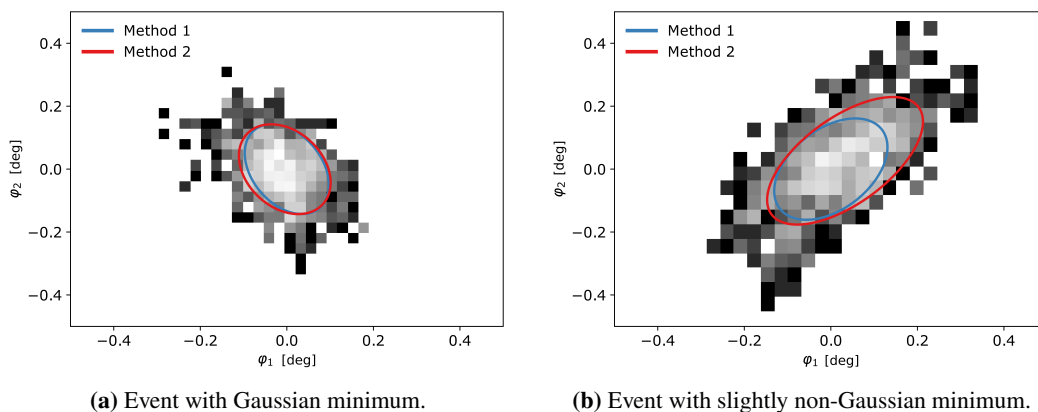 Method 1
Method 2
0.4
0.2
0.0
−0.2
−0.4
φ2 [deg]
−0.4 −0.2 0.0 0.2 0.4
φ1 [deg]
(a) Event with Gaussian minimum.
Method 1
Method 2
0.4
0.2
0.0
−0.2
−0.4
φ2 [deg]
−0.4 −0.2 0.0 0.2 0.4
φ1 [deg]
(b) Event with slightly non-Gaussian minimum.